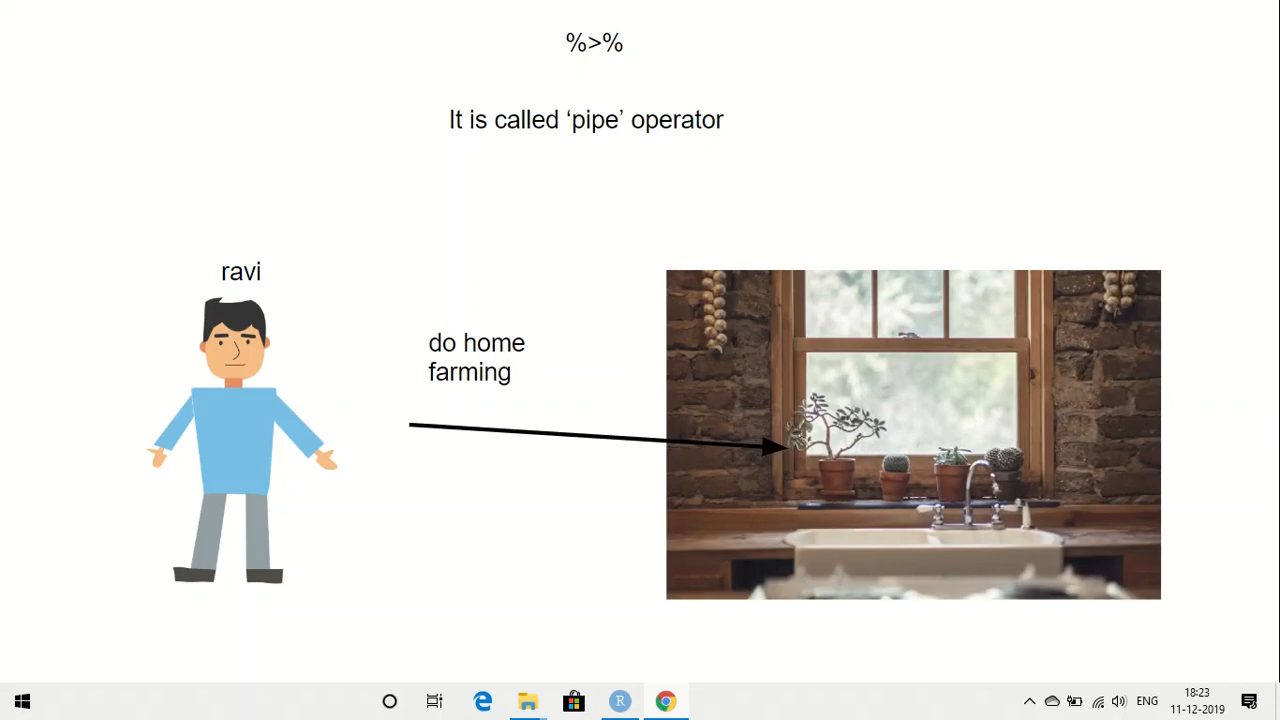 %>%
It is called ‘pipe’ operator
ravi
do home
farming
ENG
18:23
11-12-2019